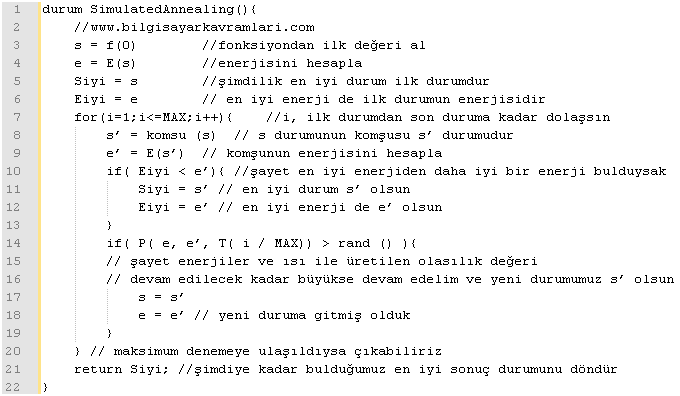 1 durum SimulatedAnnealing(){
2 //www.bilgisayarkavramlari.com
3 s = f(0) //fonksiyondan ilk değeri al
4 e = E(s) //enerjisini hesapla
5 Siyi = s //şimdilik en iyi durum ilk durumdur
6 Eiyi = e // en iyi enerji de ilk durumun enerjisidir
7 for(i=1;i<=MAX;i++){ //i, ilk durumdan son duruma kadar dolaşsın
8 s’ = komsu (s) // s durumunun komşusu s’ durumudur
9 e’ = E(s’) // komşunun enerjisini hesapla
10 if( Eiyi < e’){ //şayet en iyi enerjiden daha iyi bir enerji bulduysak
11 Siyi = s’ // en iyi durum s’ olsun
12 Eiyi = e’ // en iyi enerji de e’ olsun
13 }
14 if( P( e, e’, T( i / MAX)) > rand () ){
15 // şayet enerjiler ve ısı ile üretilen olasılık değeri
16 // devam edilecek kadar büyükse devam edelim ve yeni durumumuz s’ olsun
17 s = s’
18 e = e’ // yeni duruma gitmiş olduk
19 }
20 } // maksimum denemeye ulaşıldıysa çıkabiliriz
21 return Siyi; //şimdiye kadar bulduğumuz en iyi sonuç durumunu döndür
22 }